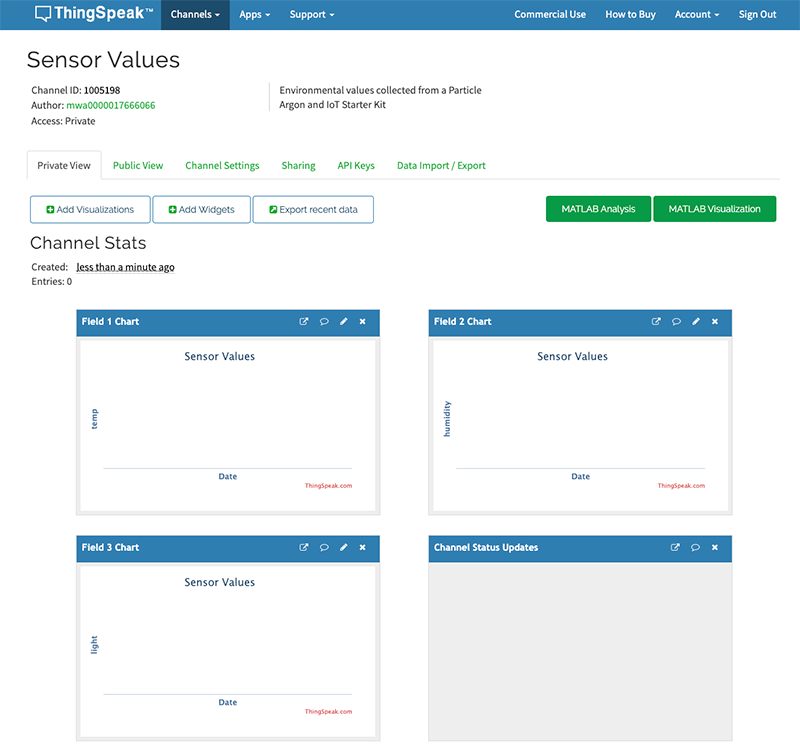 ThingSpeak™ Channels Apps Support Commercial Use How to Buy Account Sign Out
Sensor Values
Channel ID: 1005198
Author: mwa0000017666066
Access: Private
Environmental values collected from a Particle
Argon and IoT Starter Kit
Private View Public View Channel Settings Sharing API Keys Data Import / Export
Add Visualizations Add Widgets Export recent data MATLAB Analysis MATLAB Visualization
Channel Stats
Created: less than a minute ago
Entries: 0
Field 1 Chart
Sensor Values
temp
Date
ThingSpeak.com
Field 2 Chart
Sensor Values
humidity
Date
ThingSpeak.com
Field 3 Chart
Sensor Values
light
Date
ThingSpeak.com
Channel Status Updates